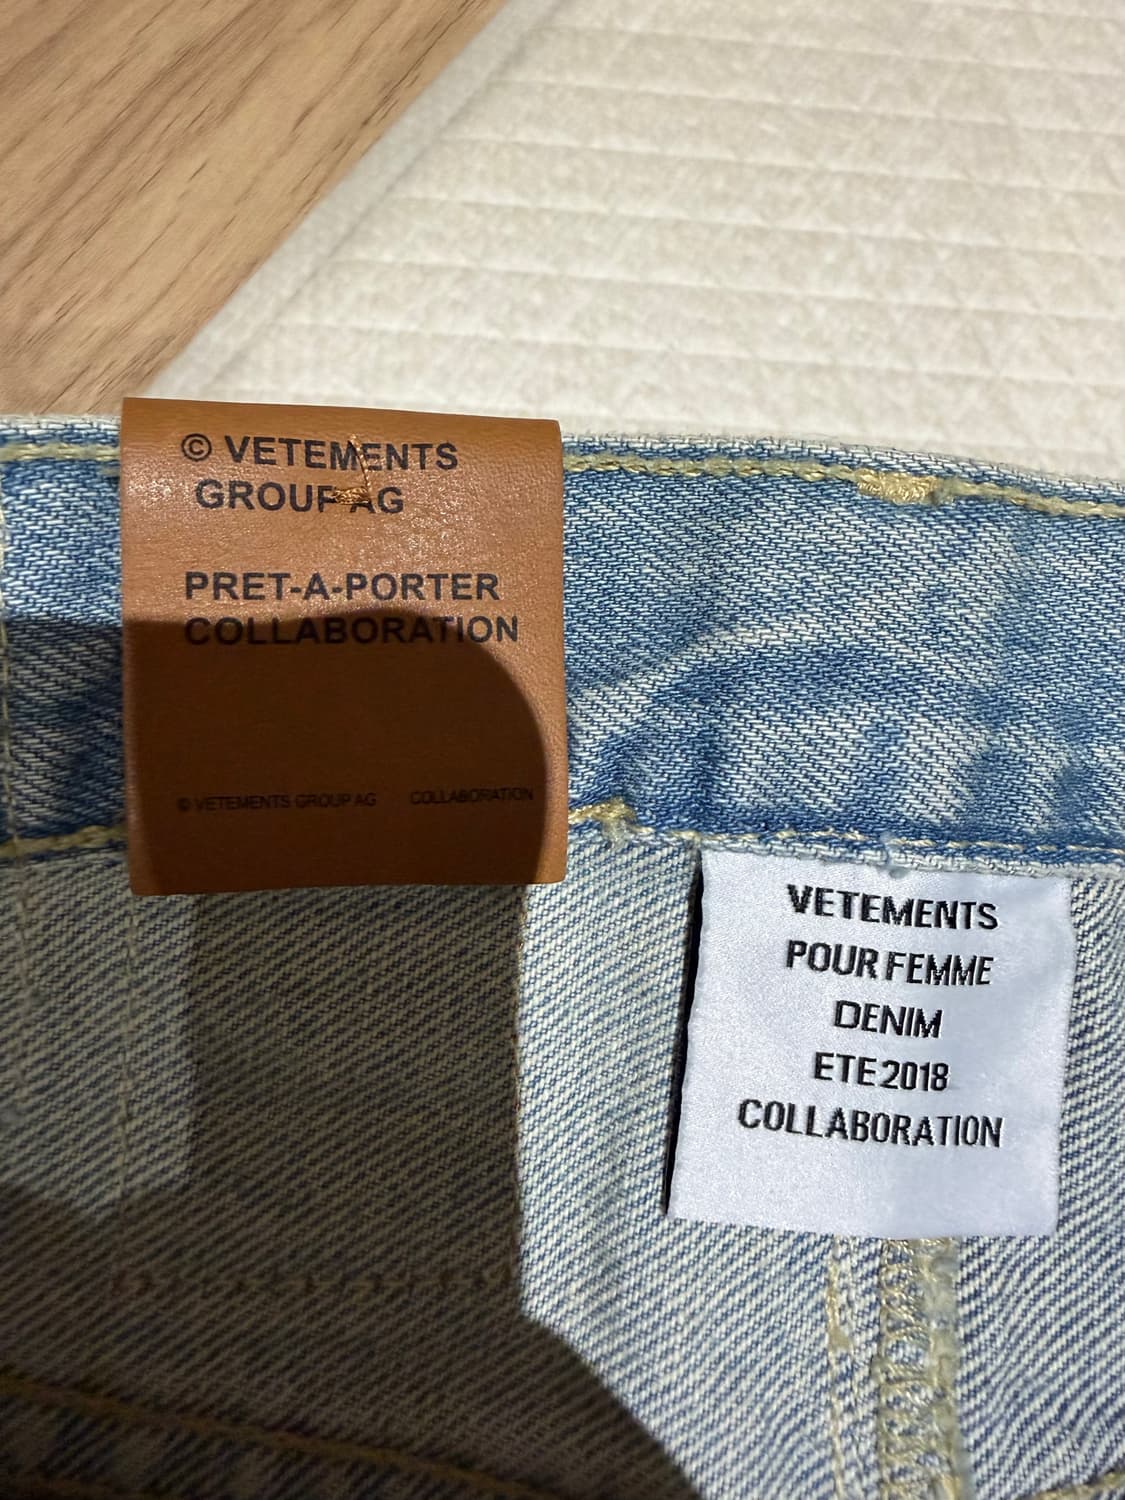 © VETEMENTS
GROUP AG
PRET-A-PORTER
COLLABORATION
© VETEMENTS GROUP AG COLLABORATION
VETEMENTS
POUR FEMME
DENIM
ETE 2018
COLLABORATION